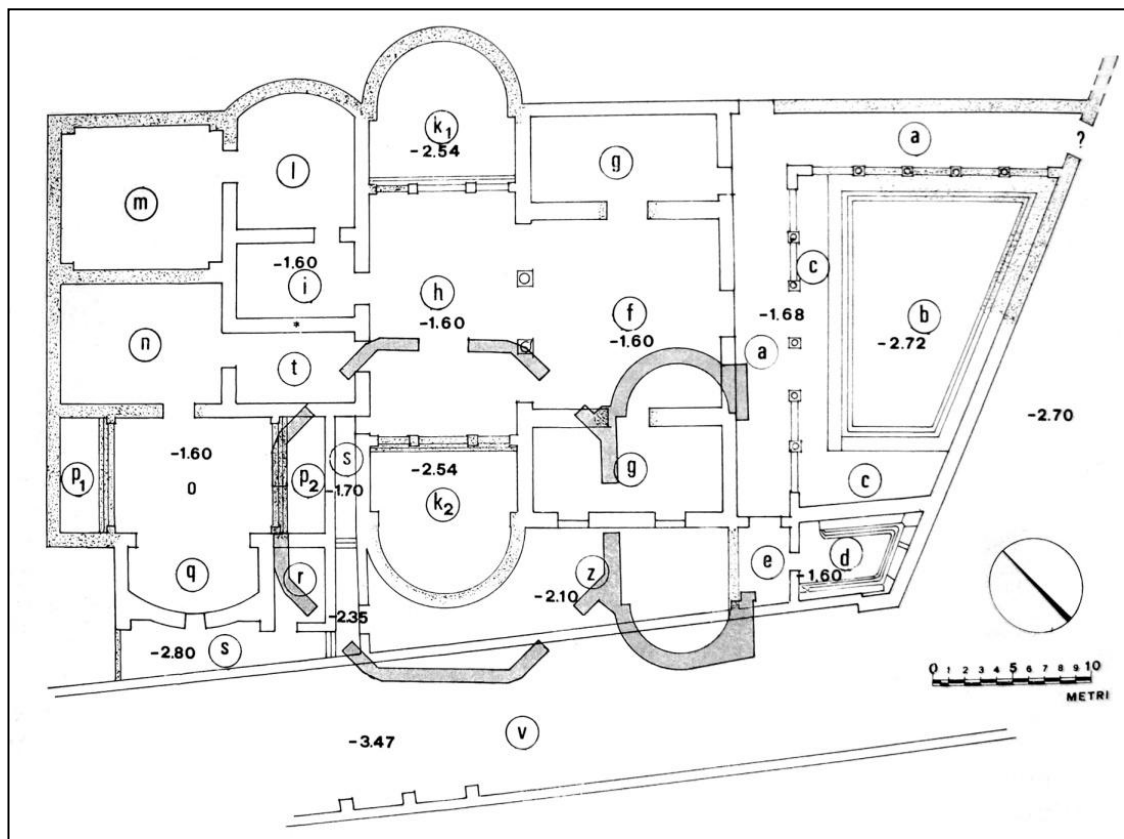 a
?
k₁
-2.54
g
l
m
-1.60
i
h
-1.60
f
-1.60
c
-1.68
b
-2.72
a
n
t
-2.70
p₁
-1.60
o
p₂
s
-1.70
-2.54
k₂
g
c
q
r
z
-2.10
e
d
-1.60
-2.35
-2.80
s
0 1 2 3 4 5 6 7 8 9 10
METRI
v
-3.47